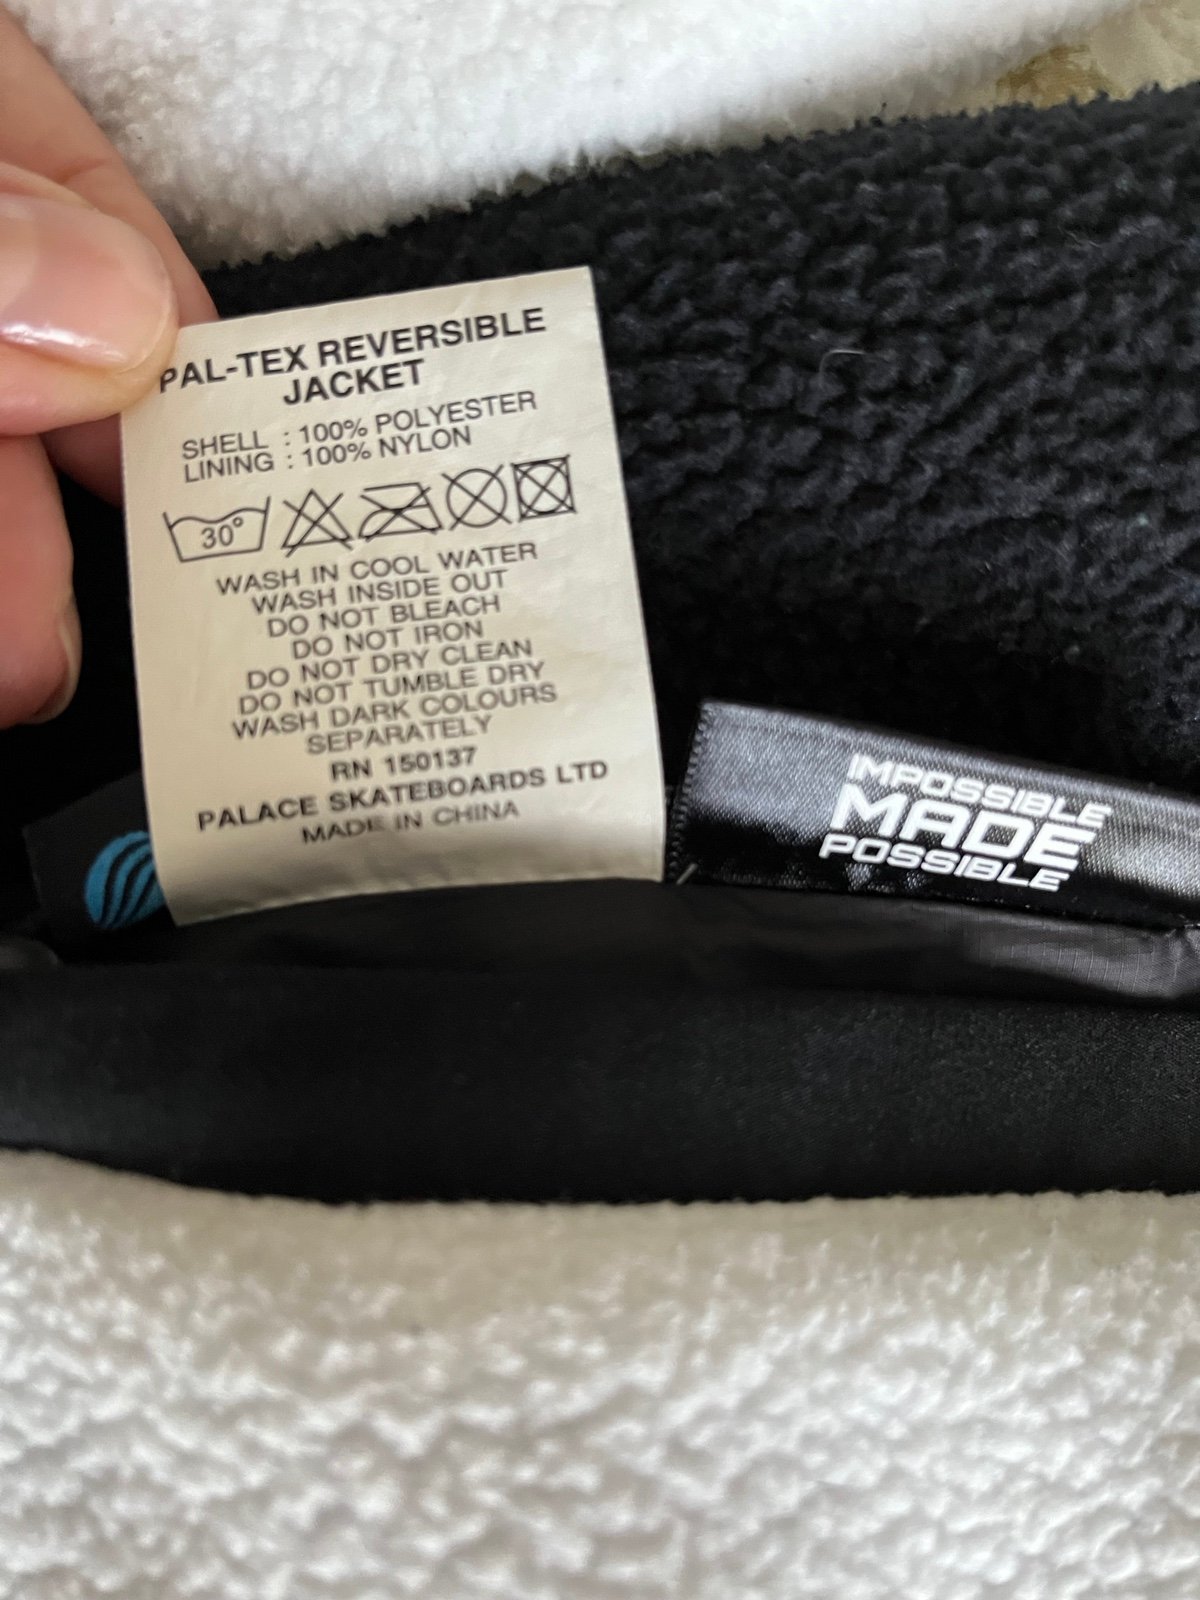 PAL-TEX REVERSIBLE
JACKET
SHELL : 100% POLYESTER
LINING : 100% NYLON
30°
WASH IN COOL WATER
WASH INSIDE OUT
DO NOT BLEACH
DO NOT IRON
DO NOT DRY CLEAN
DO NOT TUMBLE DRY
WASH DARK COLOURS
SEPARATELY
RN 150137
PALACE SKATEBOARDS LTD
MADE IN CHINA
IMPOSSIBLE
MADE
POSSIBLE